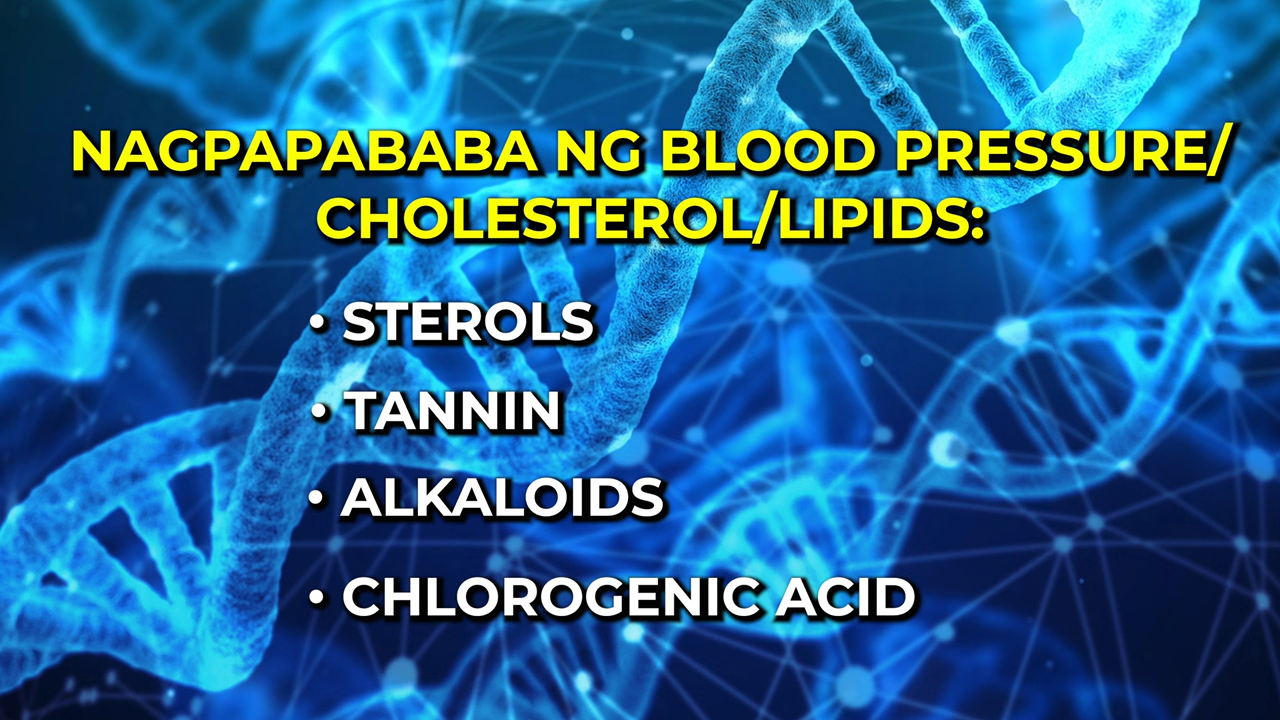 NAGPAPABABA NG BLOOD PRESSURE/
CHOLESTEROL/LIPIDS:
• STEROLS
• TANNIN
• ALKALOIDS
• CHLOROGENIC ACID